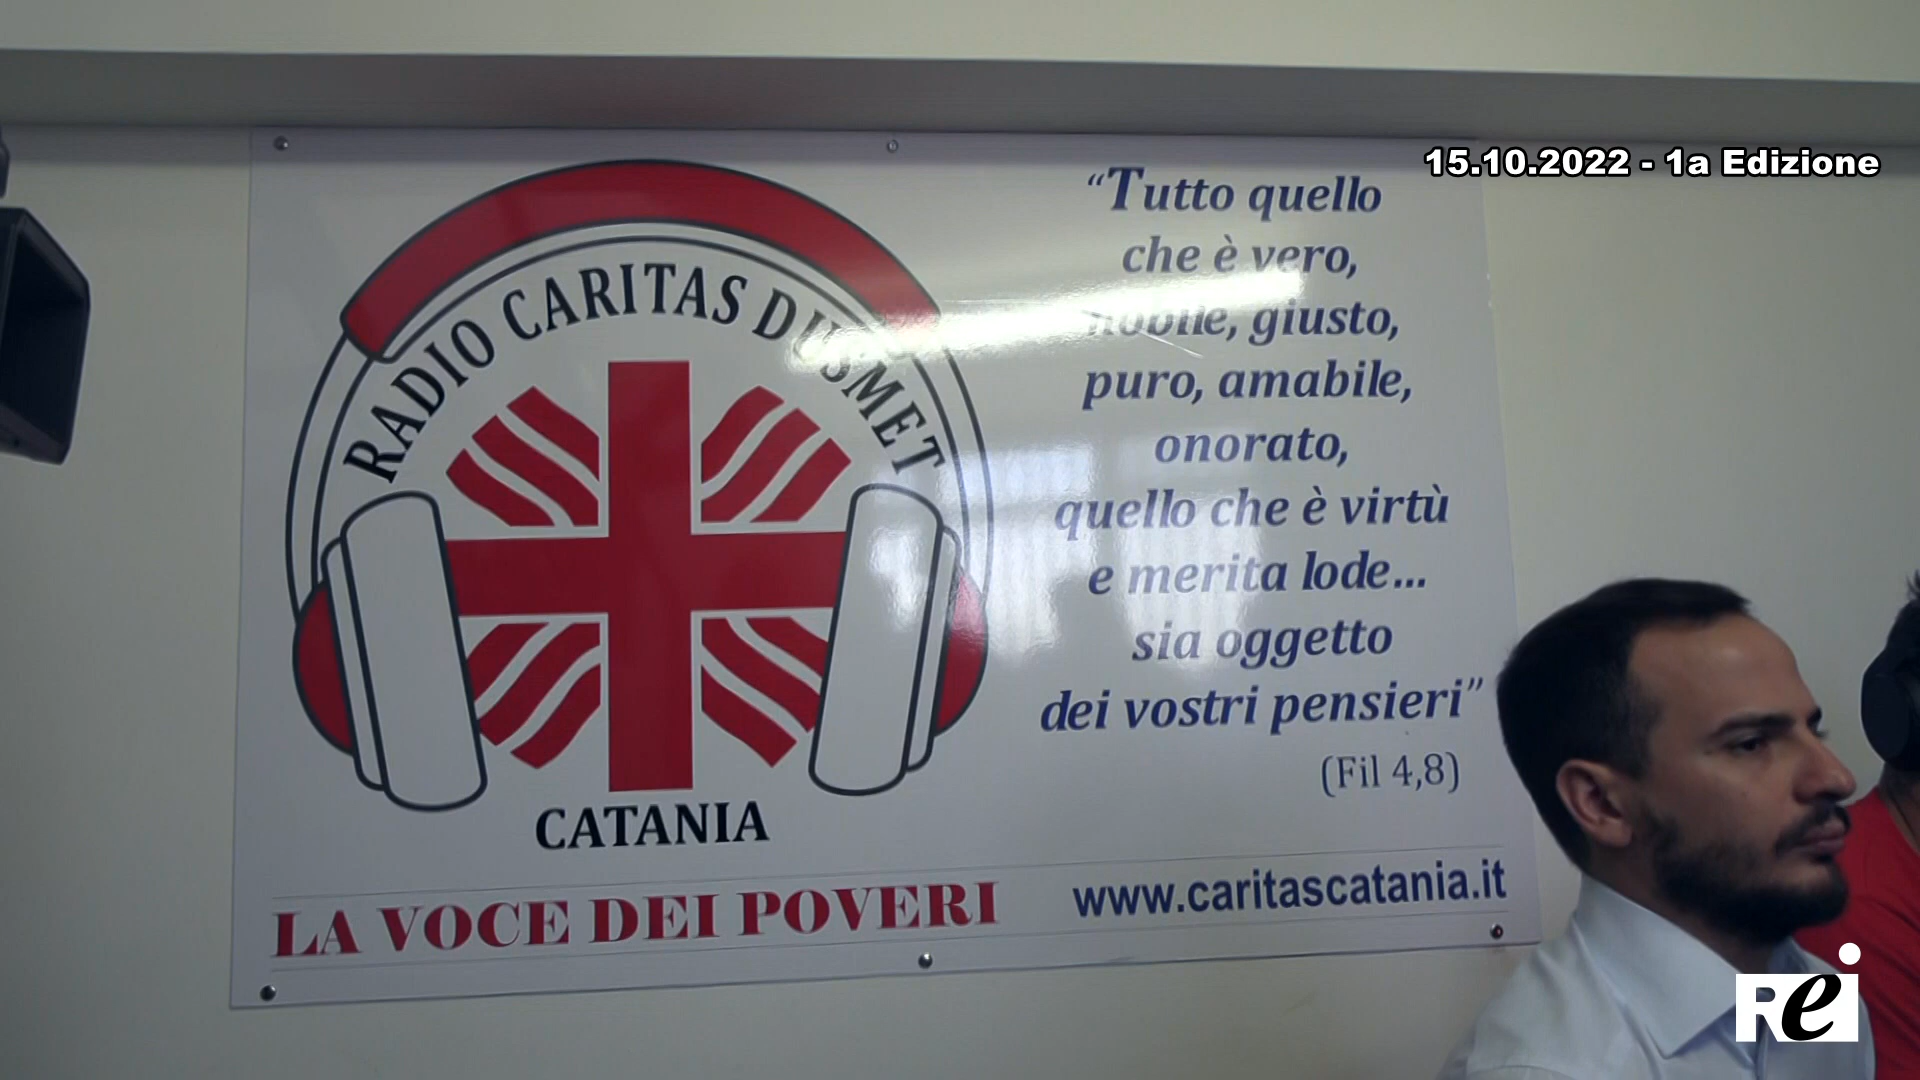 15.10.2022 - 1a Edizione
RADIO CARITAS DUSMET
CATANIA
LA VOCE DEI POVERI
“Tutto quello
che è vero,
nobile, giusto,
puro, amabile,
onorato,
quello che è virtù
e merita lode...
sia oggetto
dei vostri pensieri”
(Fil 4,8)
www.caritascatania.it
Rei